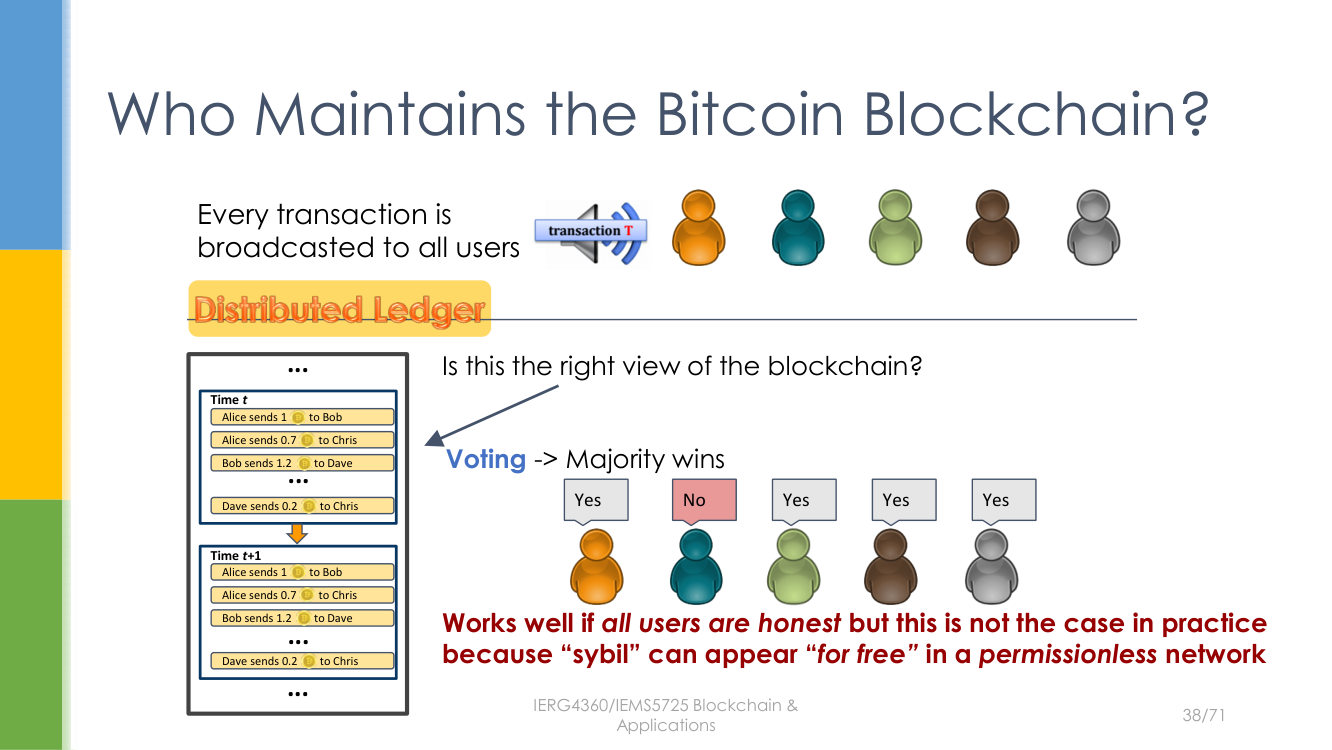 Who Maintains the Bitcoin Blockchain?
Every transaction is
broadcasted to all users
transaction T
Distributed Ledger
Is this the right view of the blockchain?
...
Time t
Alice sends 1 to Bob
Alice sends 0.7 to Chris
Bob sends 1.2 to Dave
...
Dave sends 0.2 to Chris
Time t+1
Alice sends 1 to Bob
Alice sends 0.7 to Chris
Bob sends 1.2 to Dave
...
Dave sends 0.2 to Chris
...
Voting -> Majority wins
Yes
No
Yes
Yes
Yes
Works well if all users are honest but this is not the case in practice
because “sybil” can appear “for free” in a permissionless network
IERG4360/IEMS5725 Blockchain &
Applications
38/71